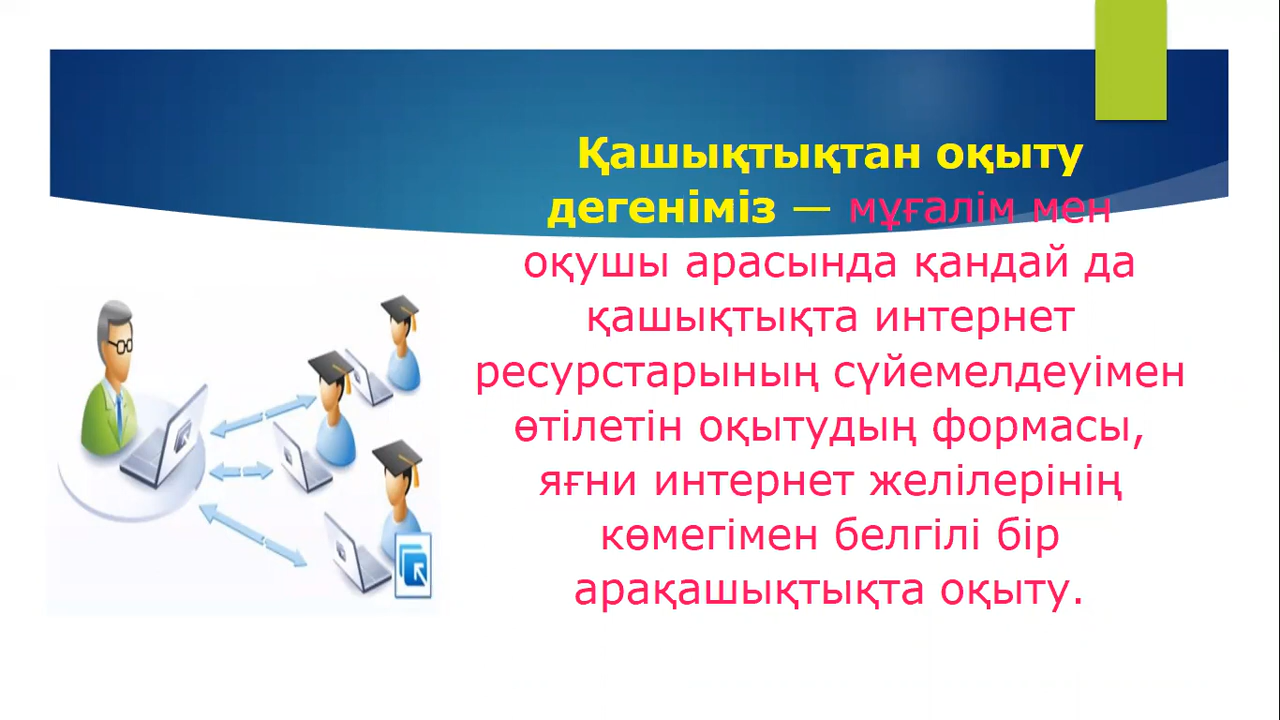 Қашықтықтан оқыту
дегеніміз — мұғалім мен
оқушы арасында қандай да
қашықтықта интернет
ресурстарының сүйемелдеуімен
өтілетін оқытудың формасы,
яғни интернет желілерінің
көмегімен белгілі бір
арақашықтықта оқыту.